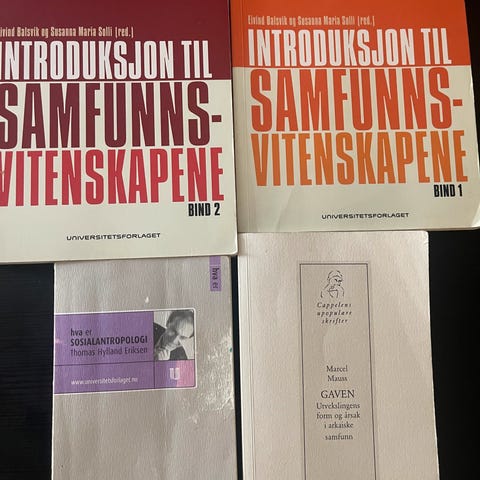 Eivind Balsvik og Susanna Maria Solli (red.)
INTRODUKSJON TIL
SAMFUNNS-
VITENSKAPENE
BIND 2
UNIVERSITETSFORLAGET
Eivind Balsvik og Susanna Maria Solli (red.)
INTRODUKSJON TIL
SAMFUNNS-
VITENSKAPENE
BIND 1
UNIVERSITETSFORLAGET
hva er
hva er
SOSIALANTROPOLOGI
Thomas Hylland Eriksen
www.universitetsforlaget.no
U
Cappelens
upopulære
skrifter
Marcel
Mauss
GAVEN
Utvekslingens
form og årsak
i arkaiske
samfunn